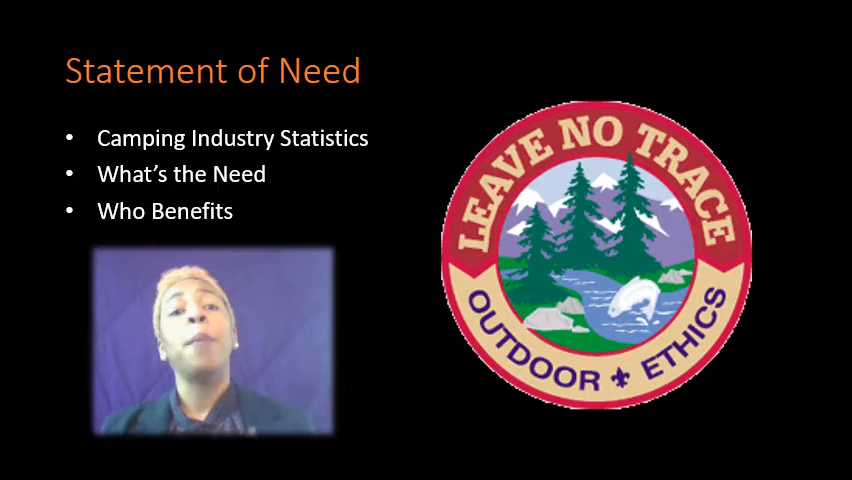 Statement of Need
• Camping Industry Statistics
• What’s the Need
• Who Benefits
LEAVE NO TRACE
OUTDOOR ETHICS